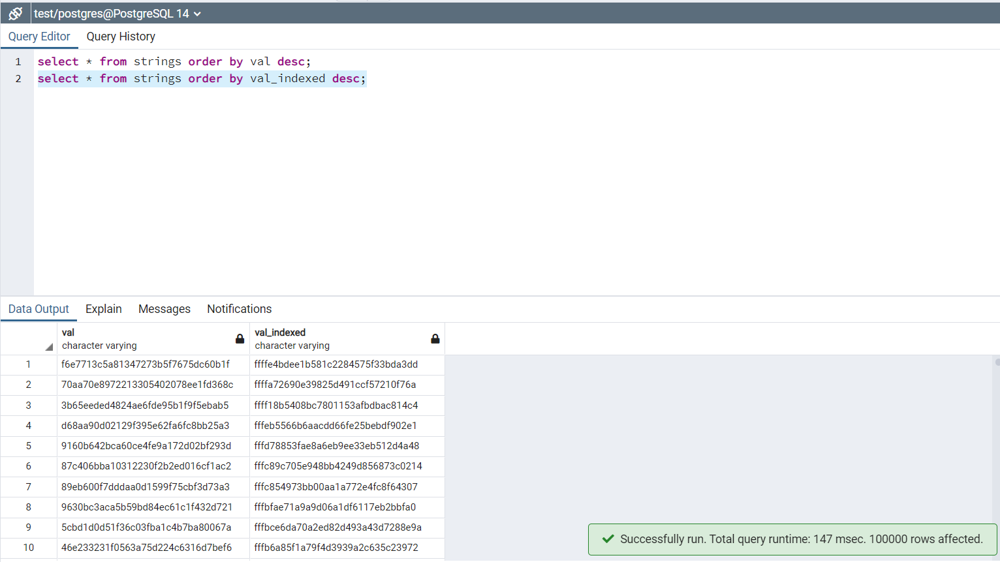 test/postgres@PostgreSQL 14
Query Editor Query History
1 select * from strings order by val desc;
2 select * from strings order by val_indexed desc;
Data Output Explain Messages Notifications
val val_indexed
character varying character varying
1 f6e7713c5a81347273b5f7675dc60b1f ffffe4bdee1b581c2284575f33bda3dd
2 70aa70e8972213305402078ee1fd368c ffffa72690e39825d491ccf57210f76a
3 3b65eeded4824ae6fde95b1f9f5ebab5 ffff18b5408bc7801153afbdbac814c4
4 d68aa90d02129f395e62fa6fc8bb25a3 fffeb5566b6aacdd66fe25bebdf902e1
5 9160b642bca60ce4fe9a172d02bf293d fffd78853fae8a6eb9ee33eb512d4a48
6 87c406bba10312230f2b2ed016cf1ac2 fffc89c705e948bb4249d856873c0214
7 89eb600f7dddaa0d1599f75cbf3d73a3 fffc854973bb00aa1a772e4fc8f64307
8 9630bc3aca5b59bd84ec61c1f432d721 fffbfae71a9a9d06a1df6117eb2bbfa0
9 5cbd1d0d51f36c03fba1c4b7ba80067a fffbce6da70a2ed82d493a43d7288e9a
10 46e233231f0563a75d224c6316d7bef6 fffb6a85f1a79f4d3939a2c635c23972
Successfully run. Total query runtime: 147 msec. 100000 rows affected.